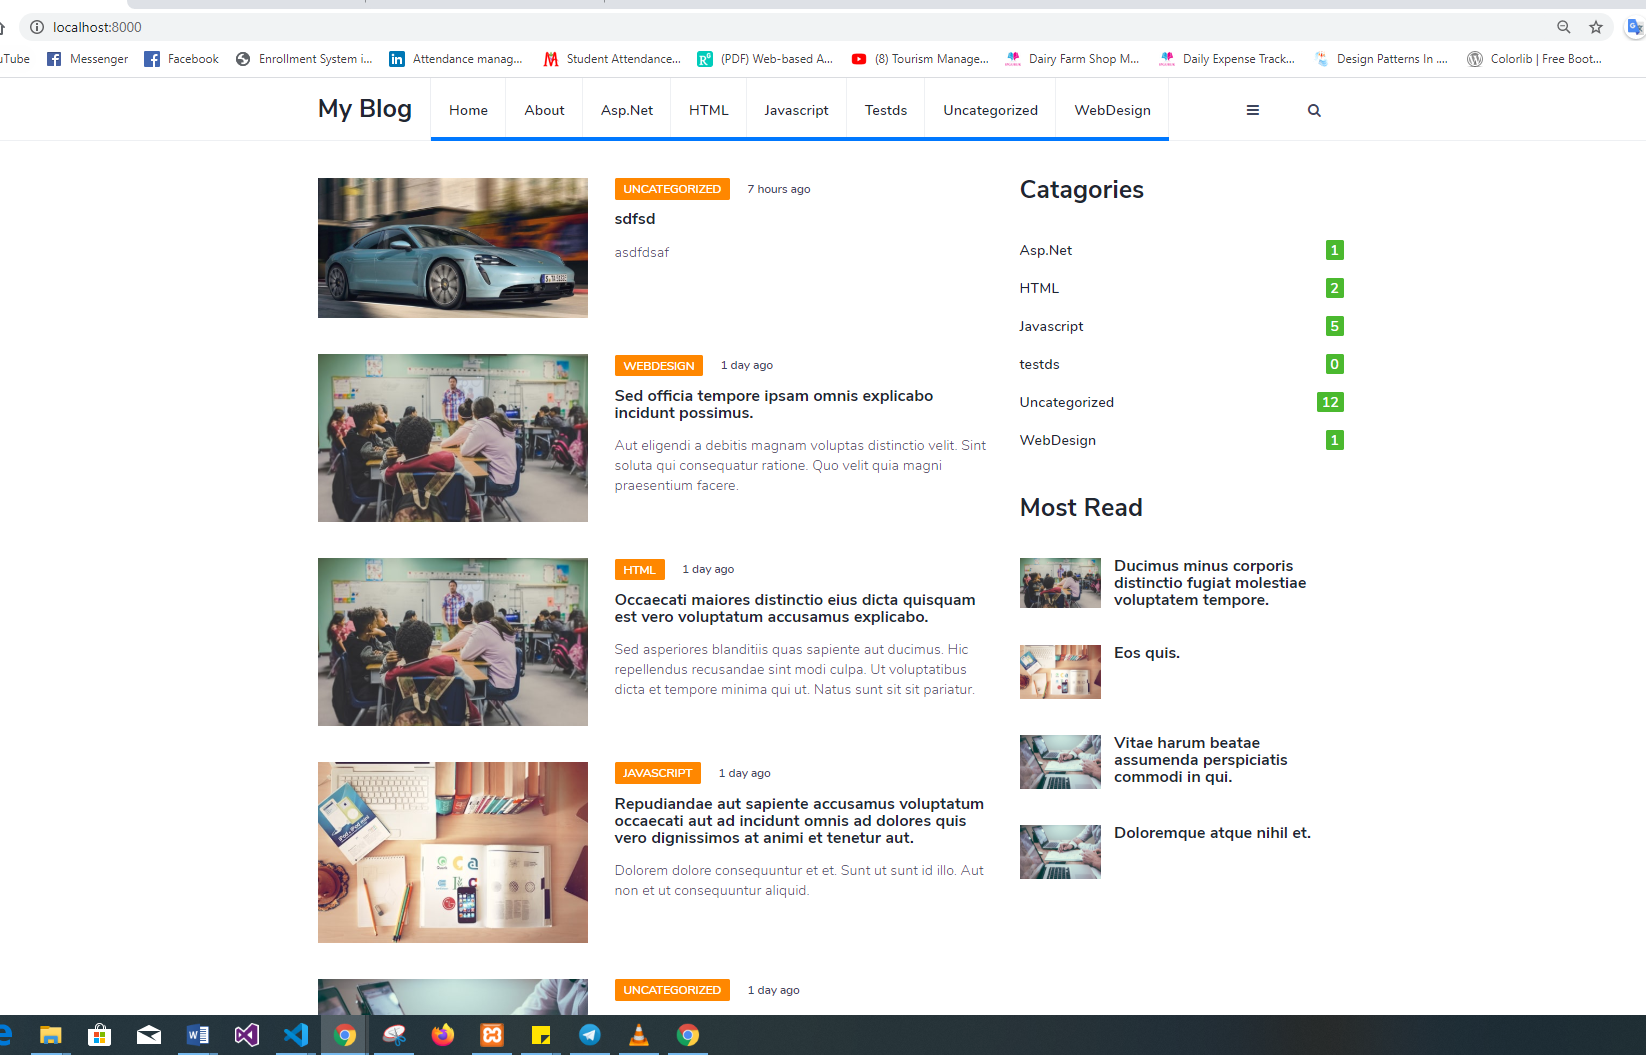 localhost:8000
uTube
Messenger
Facebook
Enrollment System i...
Attendance manag...
Student Attendance...
(PDF) Web-based A...
(8) Tourism Manage...
Dairy Farm Shop M...
Daily Expense Track...
Design Patterns In ....
Colorlib | Free Boot...
My Blog
Home
About
Asp.Net
HTML
Javascript
Testds
Uncategorized
WebDesign
UNCATEGORIZED 7 hours ago
sdfsd
asdfdsaf
WEBDESIGN 1 day ago
Sed officia tempore ipsam omnis explicabo
incidunt possimus.
Aut eligendi a debitis magnam voluptas distinctio velit. Sint
soluta qui consequatur ratione. Quo velit quia magni
praesentium facere.
HTML 1 day ago
Occaecati maiores distinctio eius dicta quisquam
est vero voluptatum accusamus explicabo.
Sed asperiores blanditiis quas sapiente aut ducimus. Hic
repellendus recusandae sint modi culpa. Ut voluptatibus
dicta et tempore minima qui ut. Natus sunt sit sit pariatur.
JAVASCRIPT 1 day ago
Repudiandae aut sapiente accusamus voluptatum
occaecati aut ad incidunt omnis ad dolores quis
vero dignissimos at animi et tenetur aut.
Dolorem dolore consequuntur et et. Sunt ut sunt id illo. Aut
non et ut consequuntur aliquid.
UNCATEGORIZED 1 day ago
Catagories
Asp.Net 1
HTML 2
Javascript 5
testds 0
Uncategorized 12
WebDesign 1
Most Read
Ducimus minus corporis
distinctio fugiat molestiae
voluptatem tempore.
Eos quis.
Vitae harum beatae
assumenda perspiciatis
commodi in qui.
Doloremque atque nihil et.